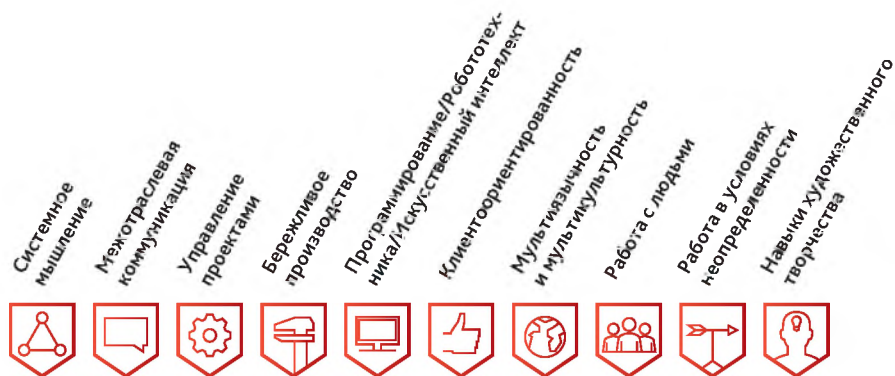 Системное
мышление
Межотраслевая
коммуникация
Управление
проектами
Бережливое
производство
Программирование/Робототех-
ника/Искусственный интеллект
Клиентоориентированность
Мультиязычность
и мультикультурность
Работа с людьми
Работа в условиях
неопределенности
Навыки художественного
творчества